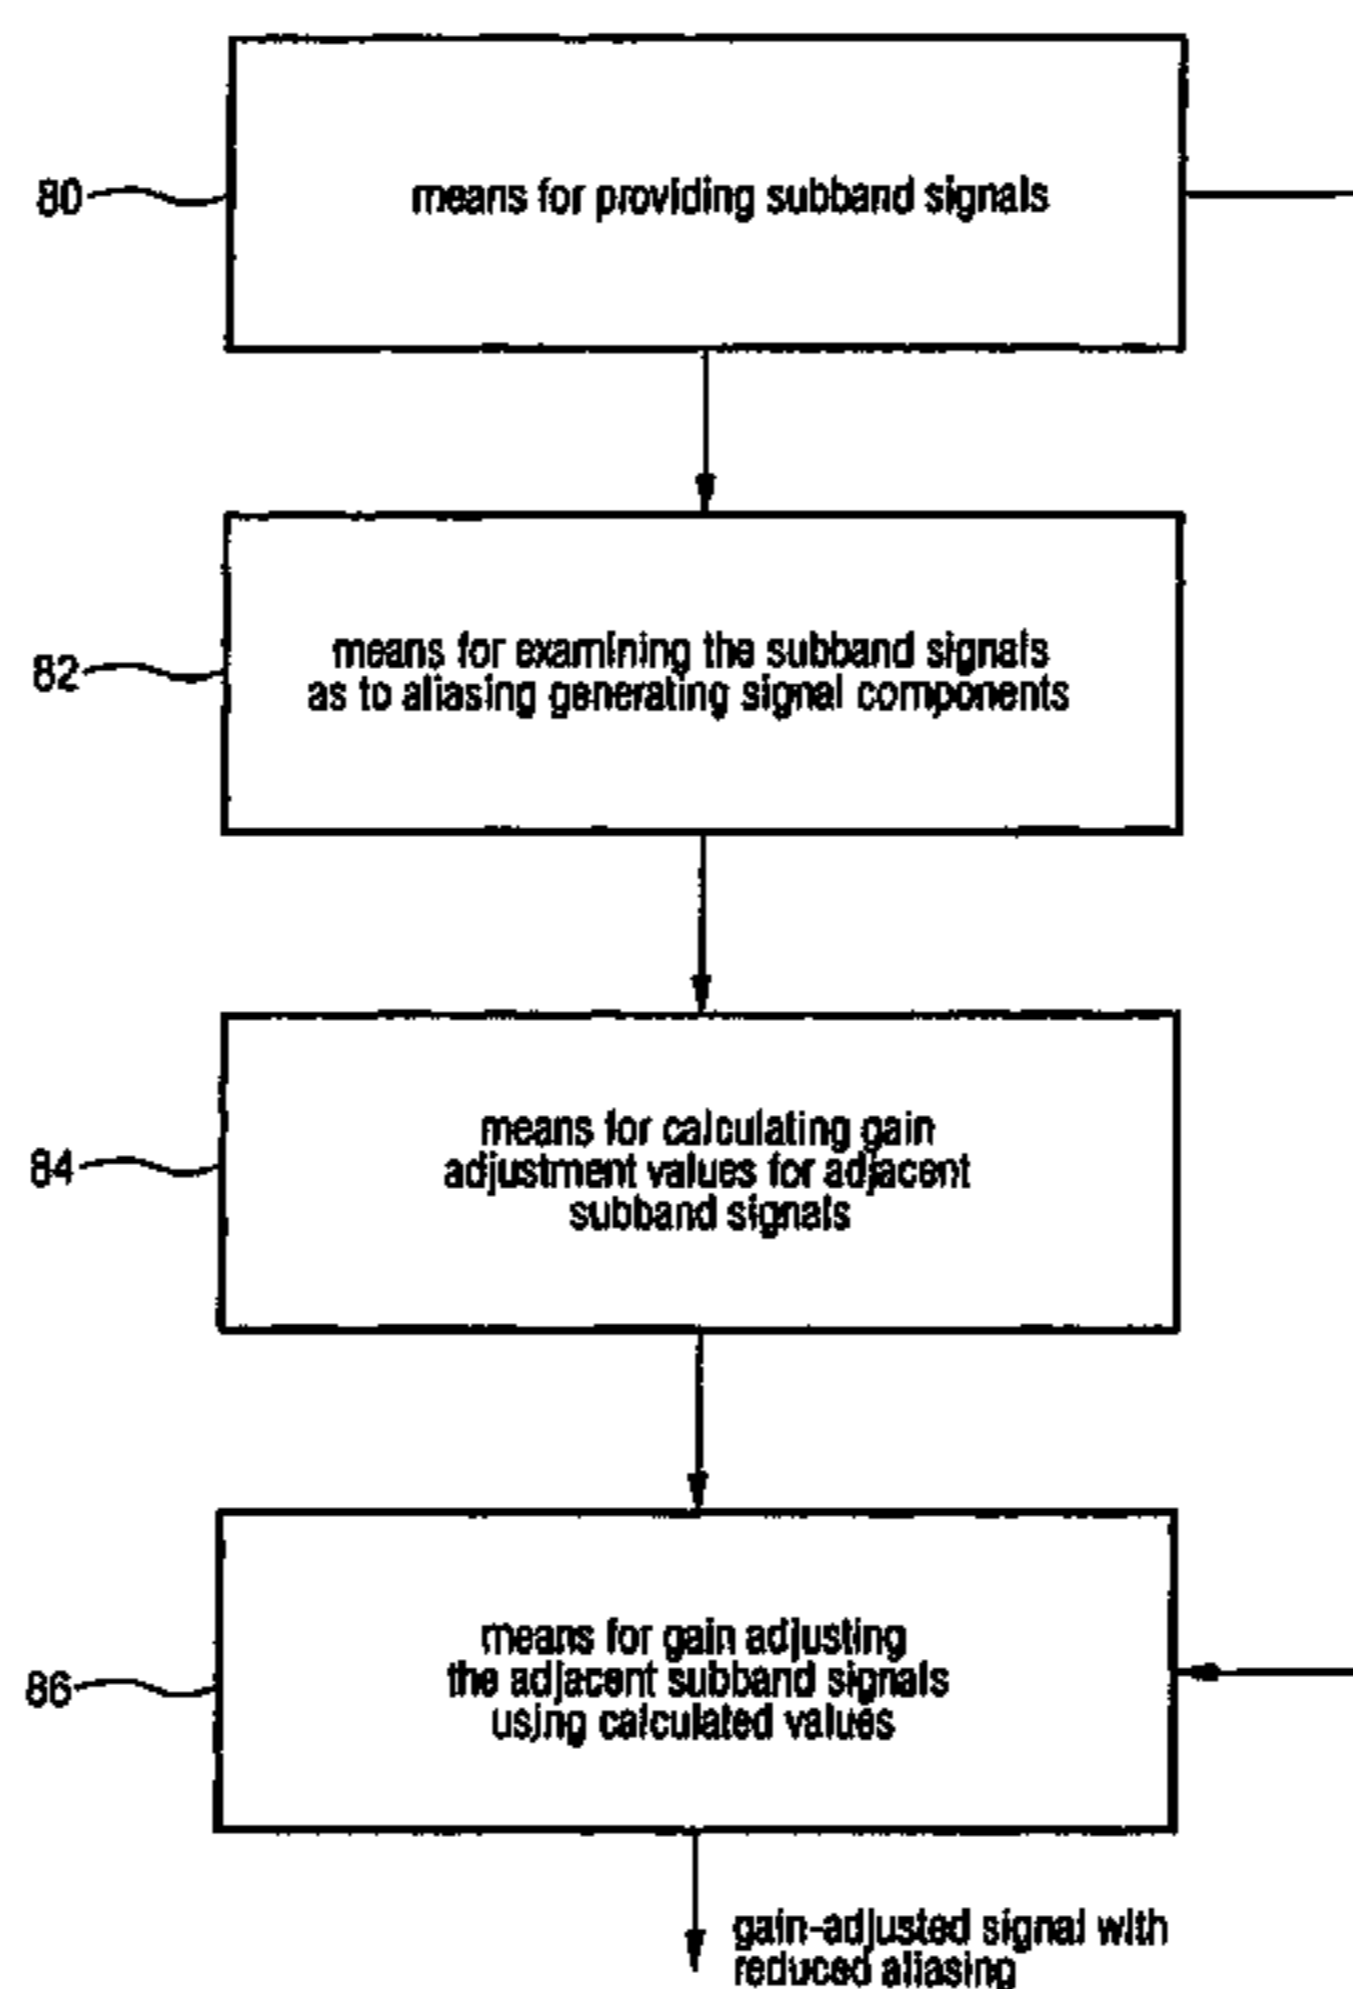 80
means for providing subband signals
82
means for examining the subband signals
as to aliasing generating signal components
84
means for calculating gain
adjustment values for adjacent
subband signals
86
means for gain adjusting
the adjacent subband signals
using calculated values
gain-adjusted signal with
reduced aliasing